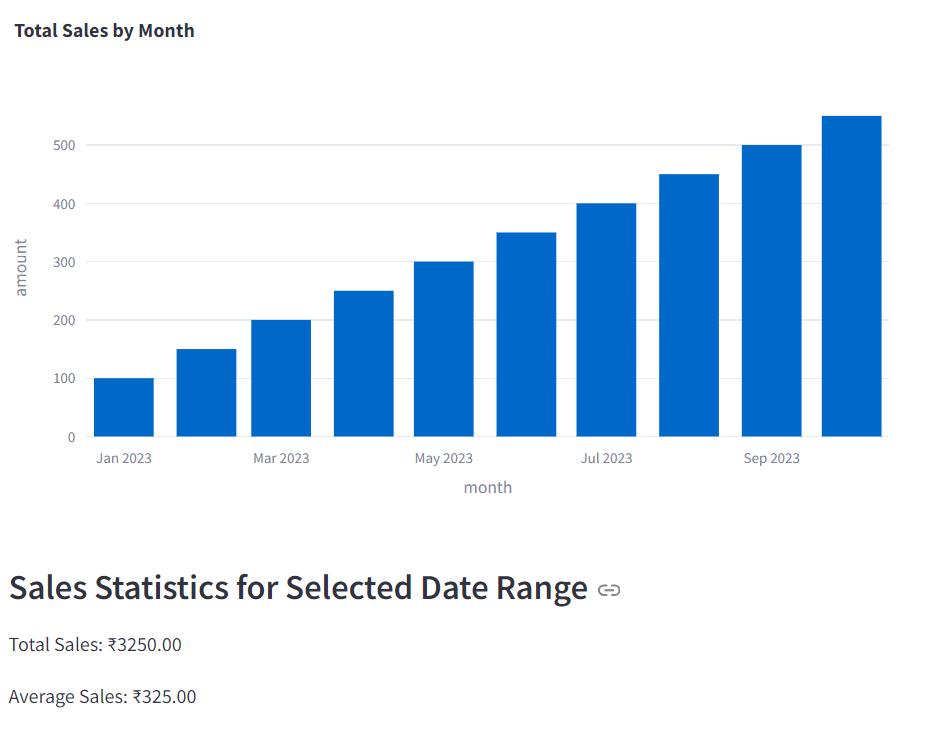 Total Sales by Month
500
400
300
200
100
0
amount
Jan 2023 Mar 2023 May 2023 Jul 2023 Sep 2023
month
Sales Statistics for Selected Date Range
Total Sales: ₹3250.00
Average Sales: ₹325.00